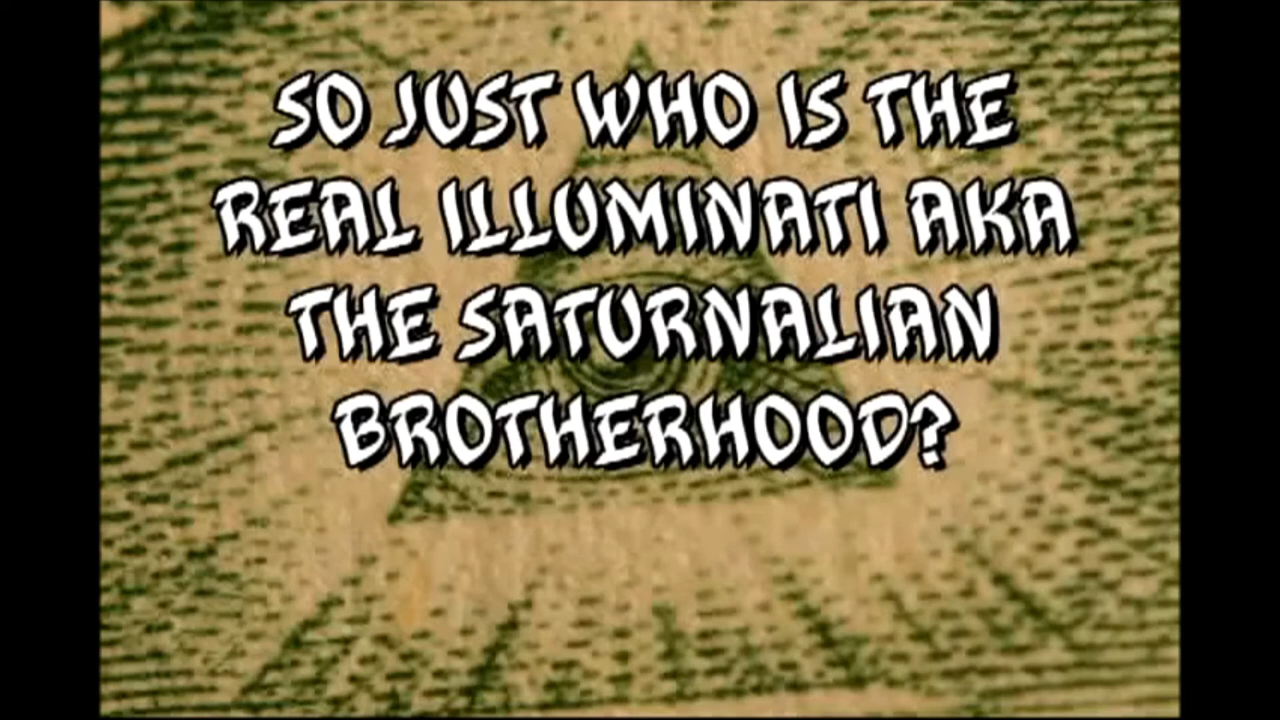 SO JUST WHO IS THE
REAL ILLUMINATI AKA
THE SATURNALIAN
BROTHERHOOD?